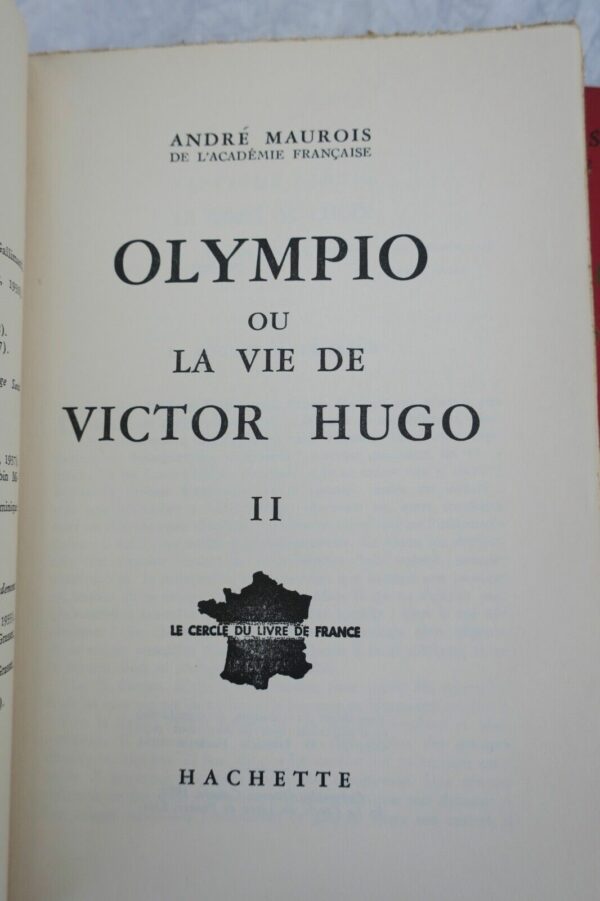 ANDRÉ MAUROIS
DE L'ACADÉMIE FRANÇAISE
OLYMPIO
OU
LA VIE DE
VICTOR HUGO
II
LE CERCLE DU LIVRE DE FRANCE
HACHETTE